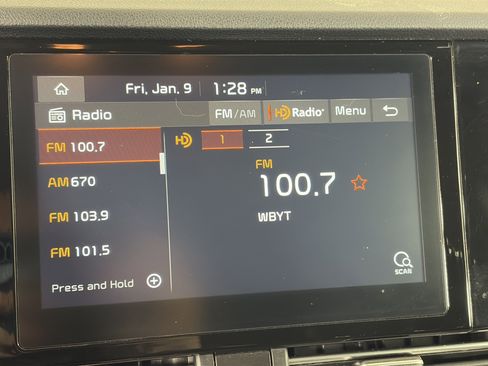 Fri, Jan. 9 1:28 PM
Radio FM/AM HD Radio Menu
FM 100.7
AM 670
FM 103.9
FM 101.5
Press and Hold
HD 1 2
FM
100.7
WBYT
SCAN